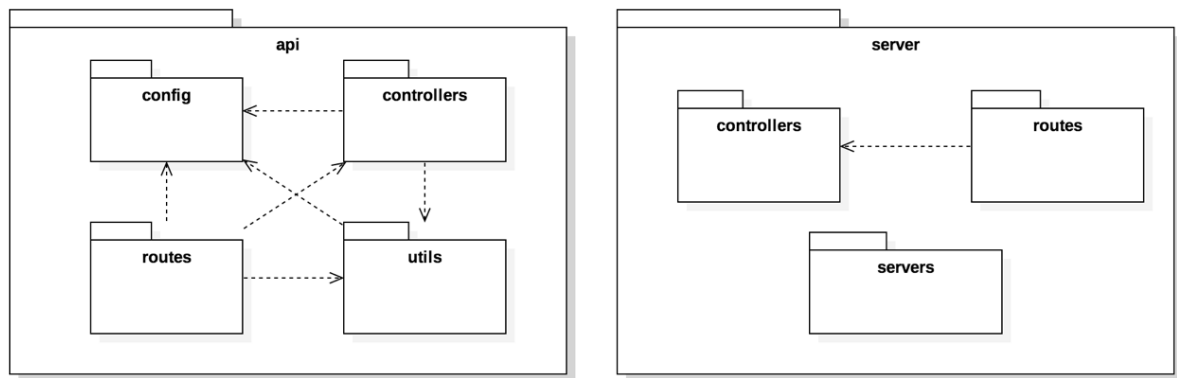 api
config
controllers
routes
utils
server
controllers
routes
servers